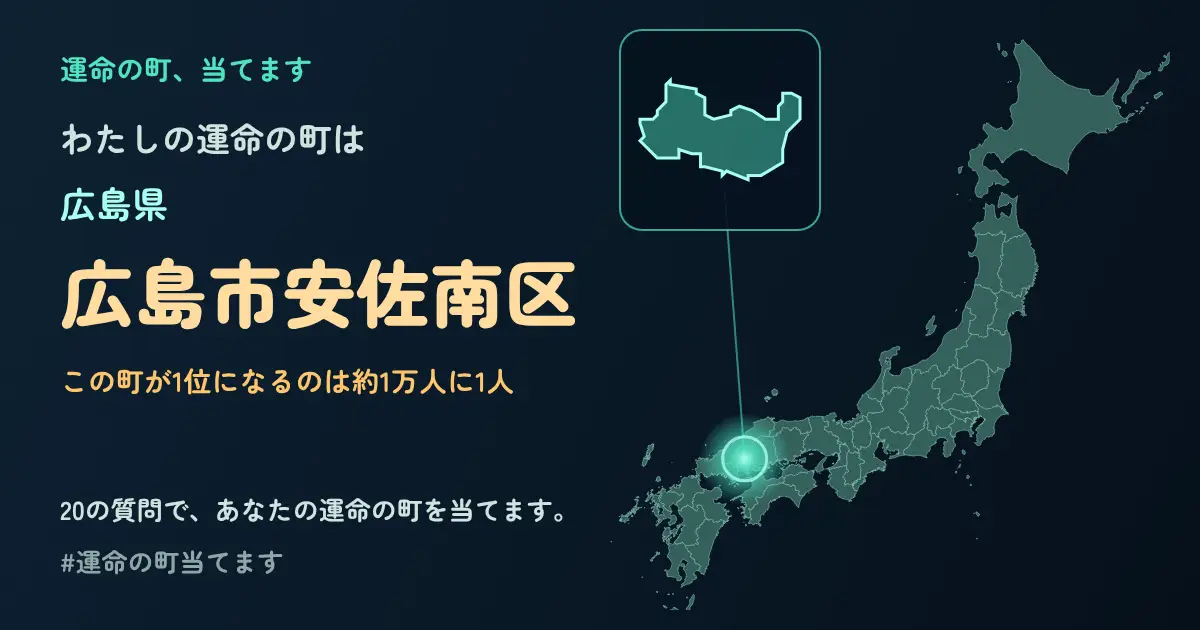 運命の町、当てます
わたしの運命の町は
広島県
広島市安佐南区
この町が1位になるのは約1万人に1人
20の質問で、あなたの運命の町を当てます。
#運命の町当てます